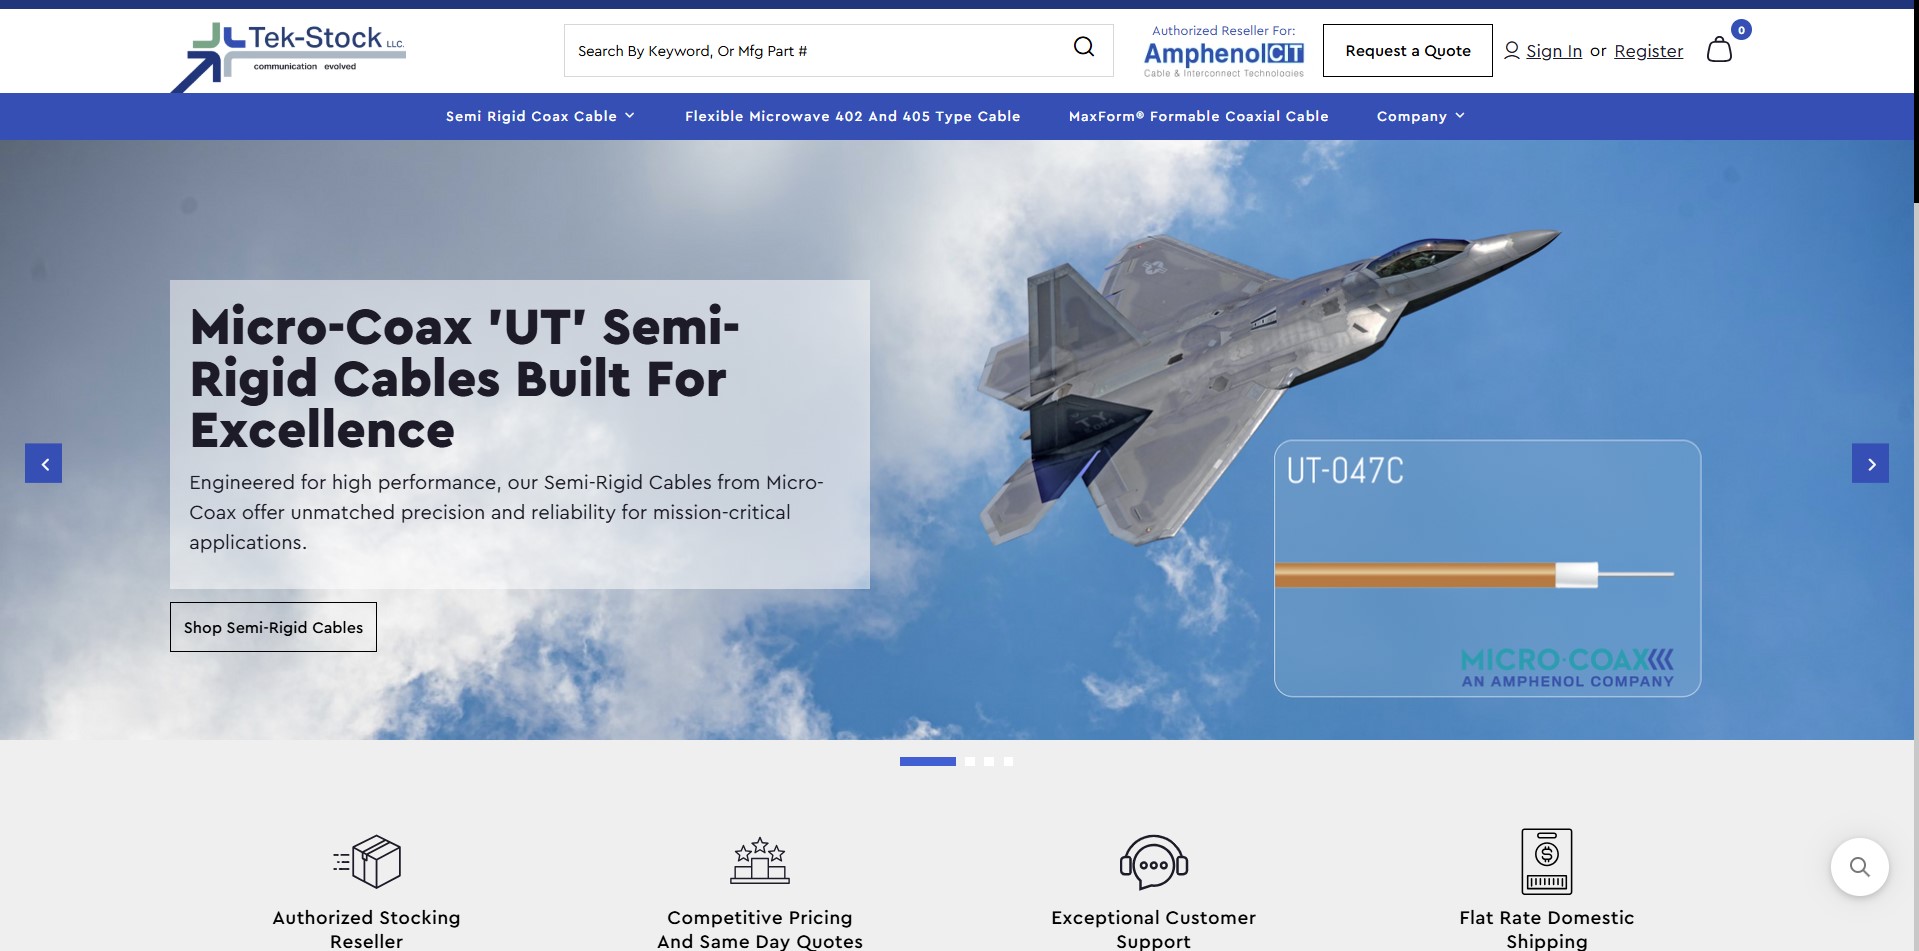 Tek-Stock LLC.
communication evolved
Search By Keyword, Or Mfg Part #
Authorized Reseller For:
Amphenol CIT
Cable & Interconnect Technologies
Request a Quote
Sign In or Register
0
Semi Rigid Coax Cable
Flexible Microwave 402 And 405 Type Cable
MaxForm® Formable Coaxial Cable
Company
Micro-Coax 'UT' Semi-
Rigid Cables Built For
Excellence
Engineered for high performance, our Semi-Rigid Cables from Micro-
Coax offer unmatched precision and reliability for mission-critical
applications.
Shop Semi-Rigid Cables
UT-047C
MICRO·COAX
AN AMPHENOL COMPANY
Authorized Stocking
Reseller
Competitive Pricing
And Same Day Quotes
Exceptional Customer
Support
Flat Rate Domestic
Shipping